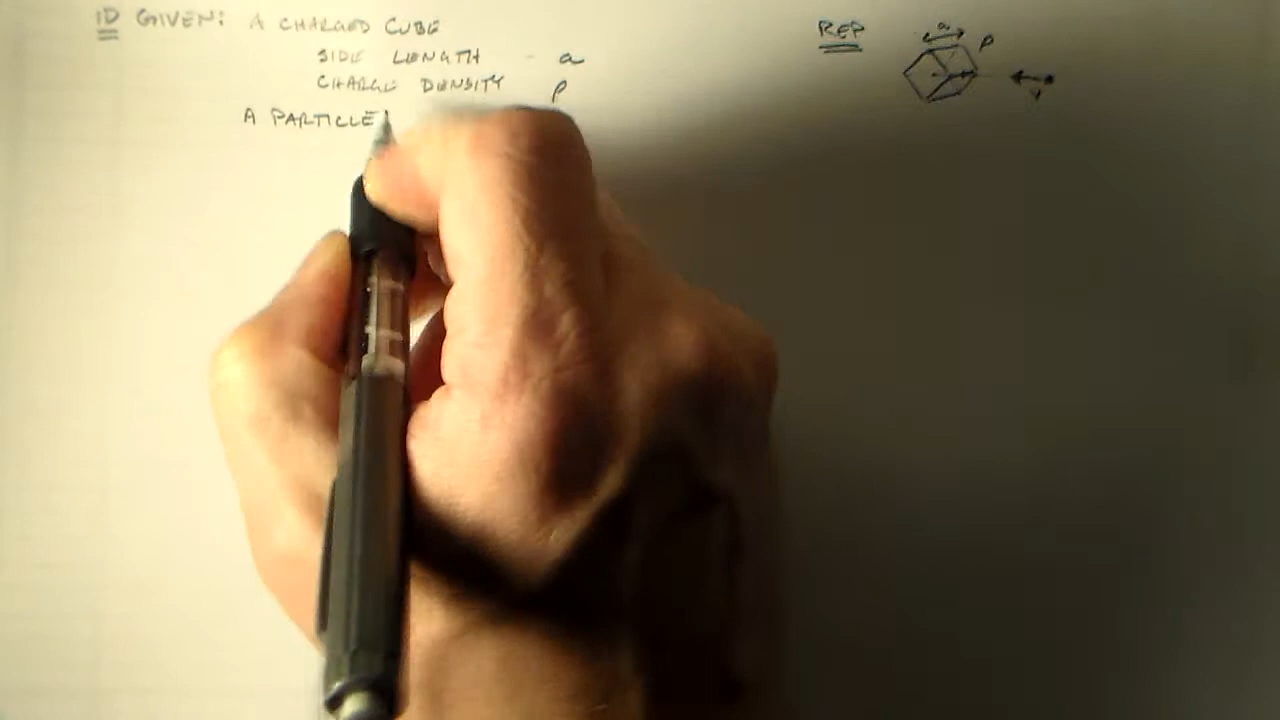 ID GIVEN: A CHARGED CUBE
SIDE LENGTH - a
CHARGE DENSITY ρ
A PARTICLE
REP
a
ρ
v